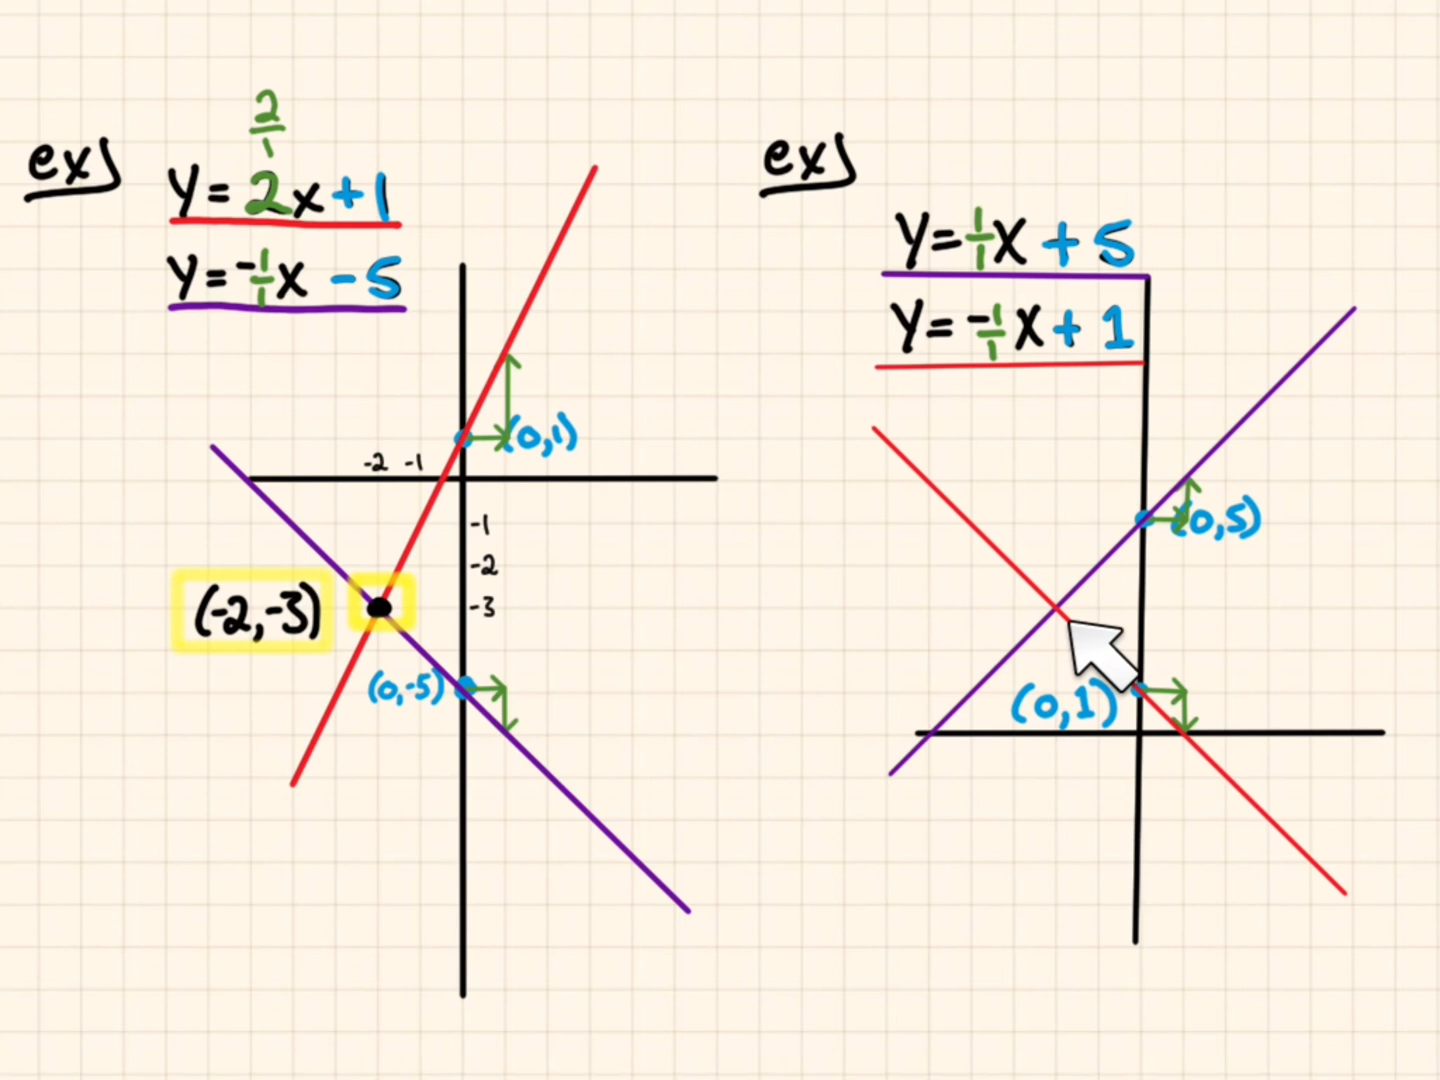 ex)
2/1
y = 2x + 1
y = -1/1x - 5
(0,1)
-2 -1
-1
-2
-3
(-2,-3)
(0,-5)
ex)
y = 1/1x + 5
y = -1/1x + 1
(0,5)
(0,1)